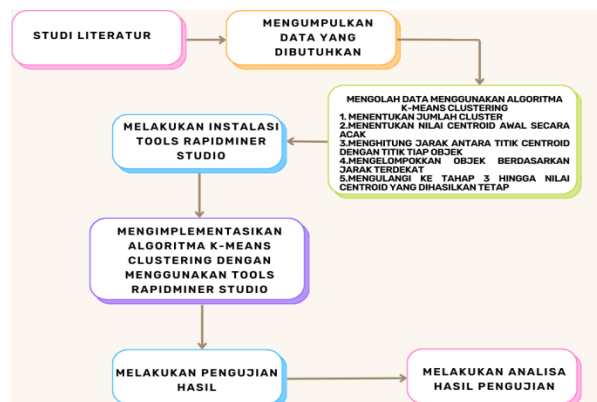 STUDI LITERATUR
MENGUMPULKAN
DATA YANG
DIBUTUHKAN
MENGOLAH DATA MENGGUNAKAN ALGORITMA
K-MEANS CLUSTERING
1. MENENTUKAN JUMLAH CLUSTER
2.MENENTUKAN NILAI CENTROID AWAL SECARA
ACAK
3.MENGHITUNG JARAK ANTARA TITIK CENTROID
DENGAN TITIK TIAP OBJEK
4.MENGELOMPOKKAN OBJEK BERDASARKAN
JARAK TERDEKAT
5.MENGULANGI KE TAHAP 3 HINGGA NILAI
CENTROID YANG DIHASILKAN TETAP
MELAKUKAN INSTALASI
TOOLS RAPIDMINER
STUDIO
MENGIMPLEMENTASIKAN
ALGORITMA K-MEANS
CLUSTERING DENGAN
MENGGUNAKAN TOOLS
RAPIDMINER STUDIO
MELAKUKAN PENGUJIAN
HASIL
MELAKUKAN ANALISA
HASIL PENGUJIAN